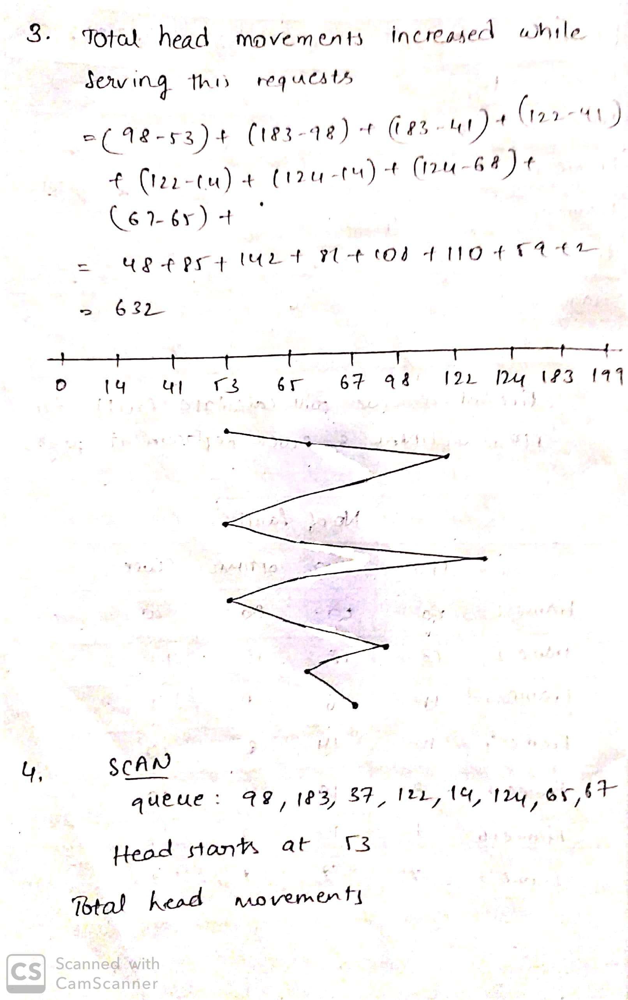 3. Total head movements increased while
serving this requests
=(98-53)+ (183-98) + (183-41)+(122-41)
+ (122-14) + (124-14) + (124-68)+
(67-65) +
= 48+85+ 142+ 81+108 +110+59+2
= 632
0 14 41 53 65 67 98 122 124 183 199
4. SCAN
queue: 98, 183, 37, 122, 14, 124, 65, 67
Head starts at 53
Total head movements
CS Scanned with
CamScanner